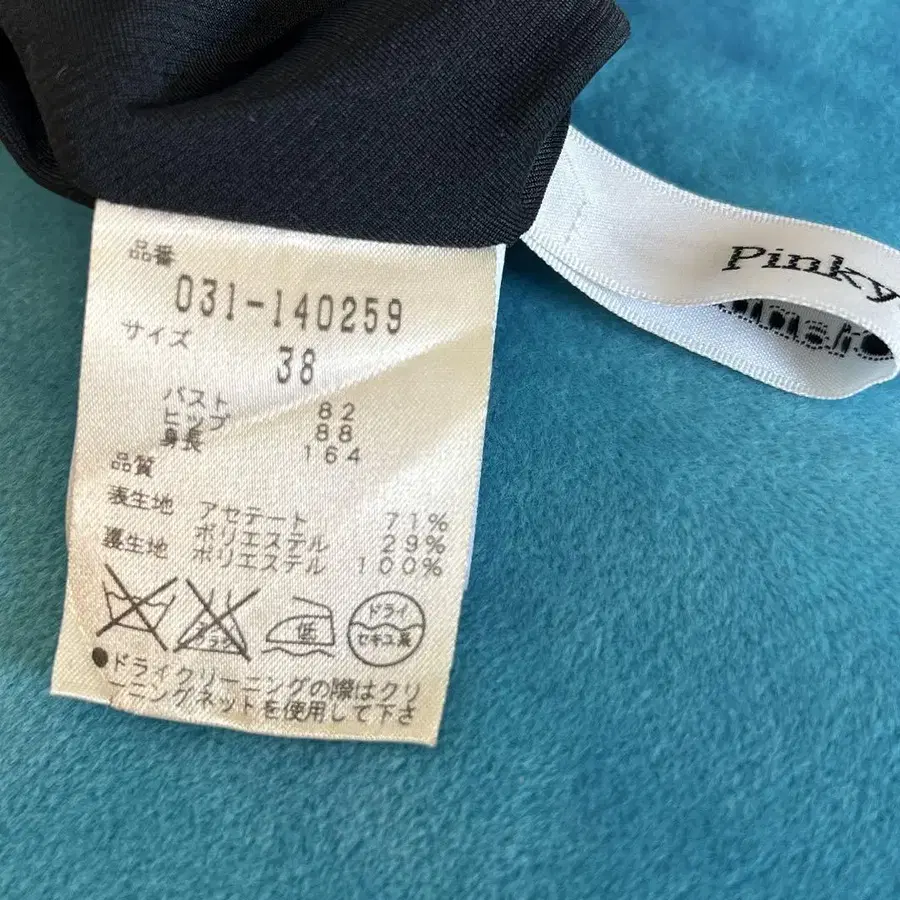 品番
031-140259
サイズ
38
バスト 82
ヒップ 88
身長 164
品質
表生地 アセテート 71%
ポリエステル 29%
裏生地 ポリエステル 100%
低
ドライ
セキユ系
●ドライクリーニングの際はクリ
ーニングネットを使用して下さ
Pinky